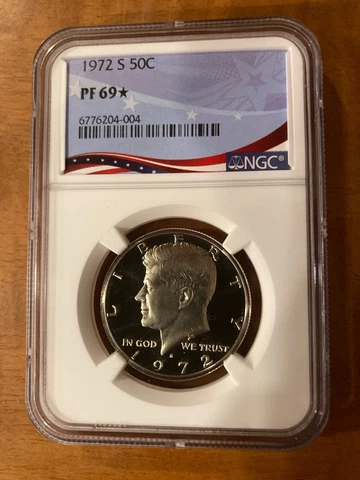 1972 S 50C
PF 69★
6776204-004
NGC®
LIBERTY
IN GOD WE TRUST
S
1972